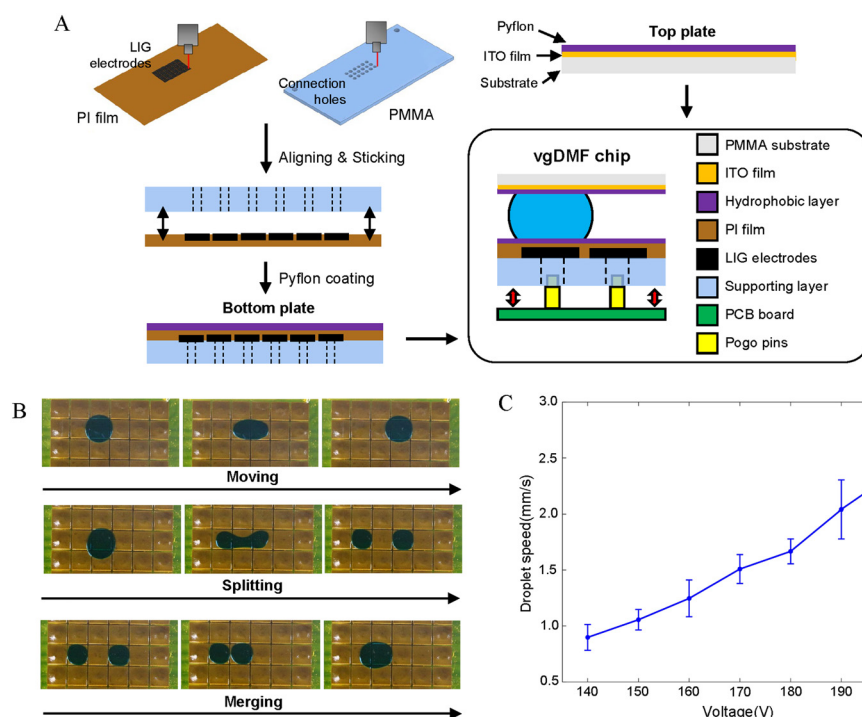 A
LIG
electrodes
PI film
Connection
holes
PMMA
Pyflon
ITO film
Substrate
Top plate
Aligning & Sticking
Pyflon coating
Bottom plate
vgDMF chip
PMMA substrate
ITO film
Hydrophobic layer
PI film
LIG electrodes
Supporting layer
PCB board
Pogo pins
B
Moving
Splitting
Merging
C
3.0
2.5
2.0
1.5
1.0
0.5
Droplet speed(mm/s)
140 150 160 170 180 190
Voltage(V)